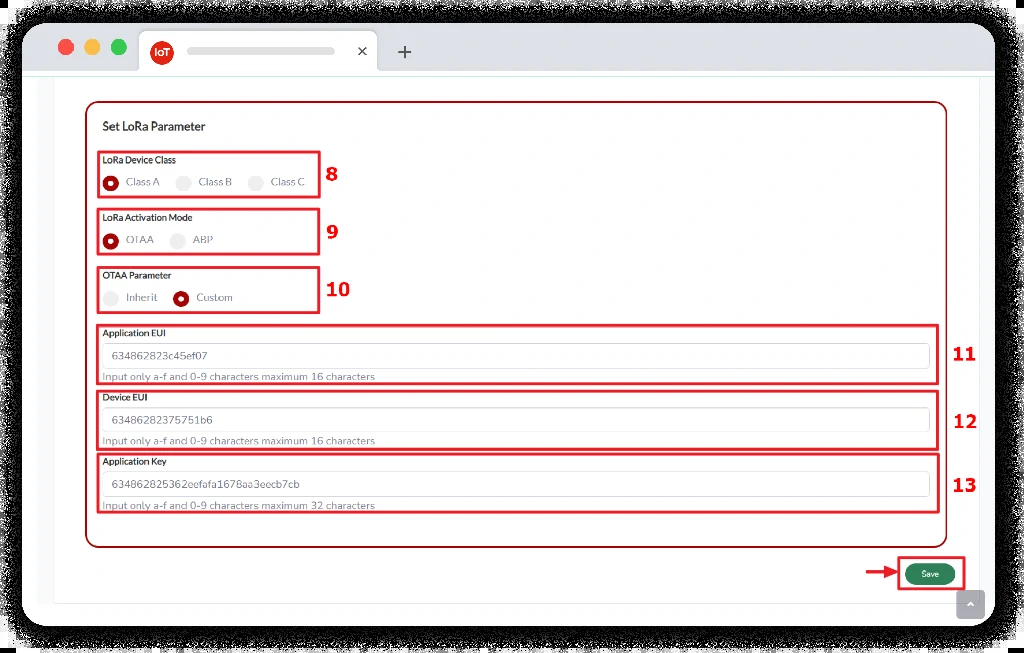 IoT
Set LoRa Parameter
LoRa Device Class
Class A Class B Class C
8
LoRa Activation Mode
OTAA ABP
9
OTAA Parameter
Inherit Custom
10
Application EUI
634862823c45ef07
Input only a-f and 0-9 characters maximum 16 characters
11
Device EUI
63486282375751b6
Input only a-f and 0-9 characters maximum 16 characters
12
Application Key
634862825362eefafa1678aa3eecb7cb
Input only a-f and 0-9 characters maximum 32 characters
13
Save